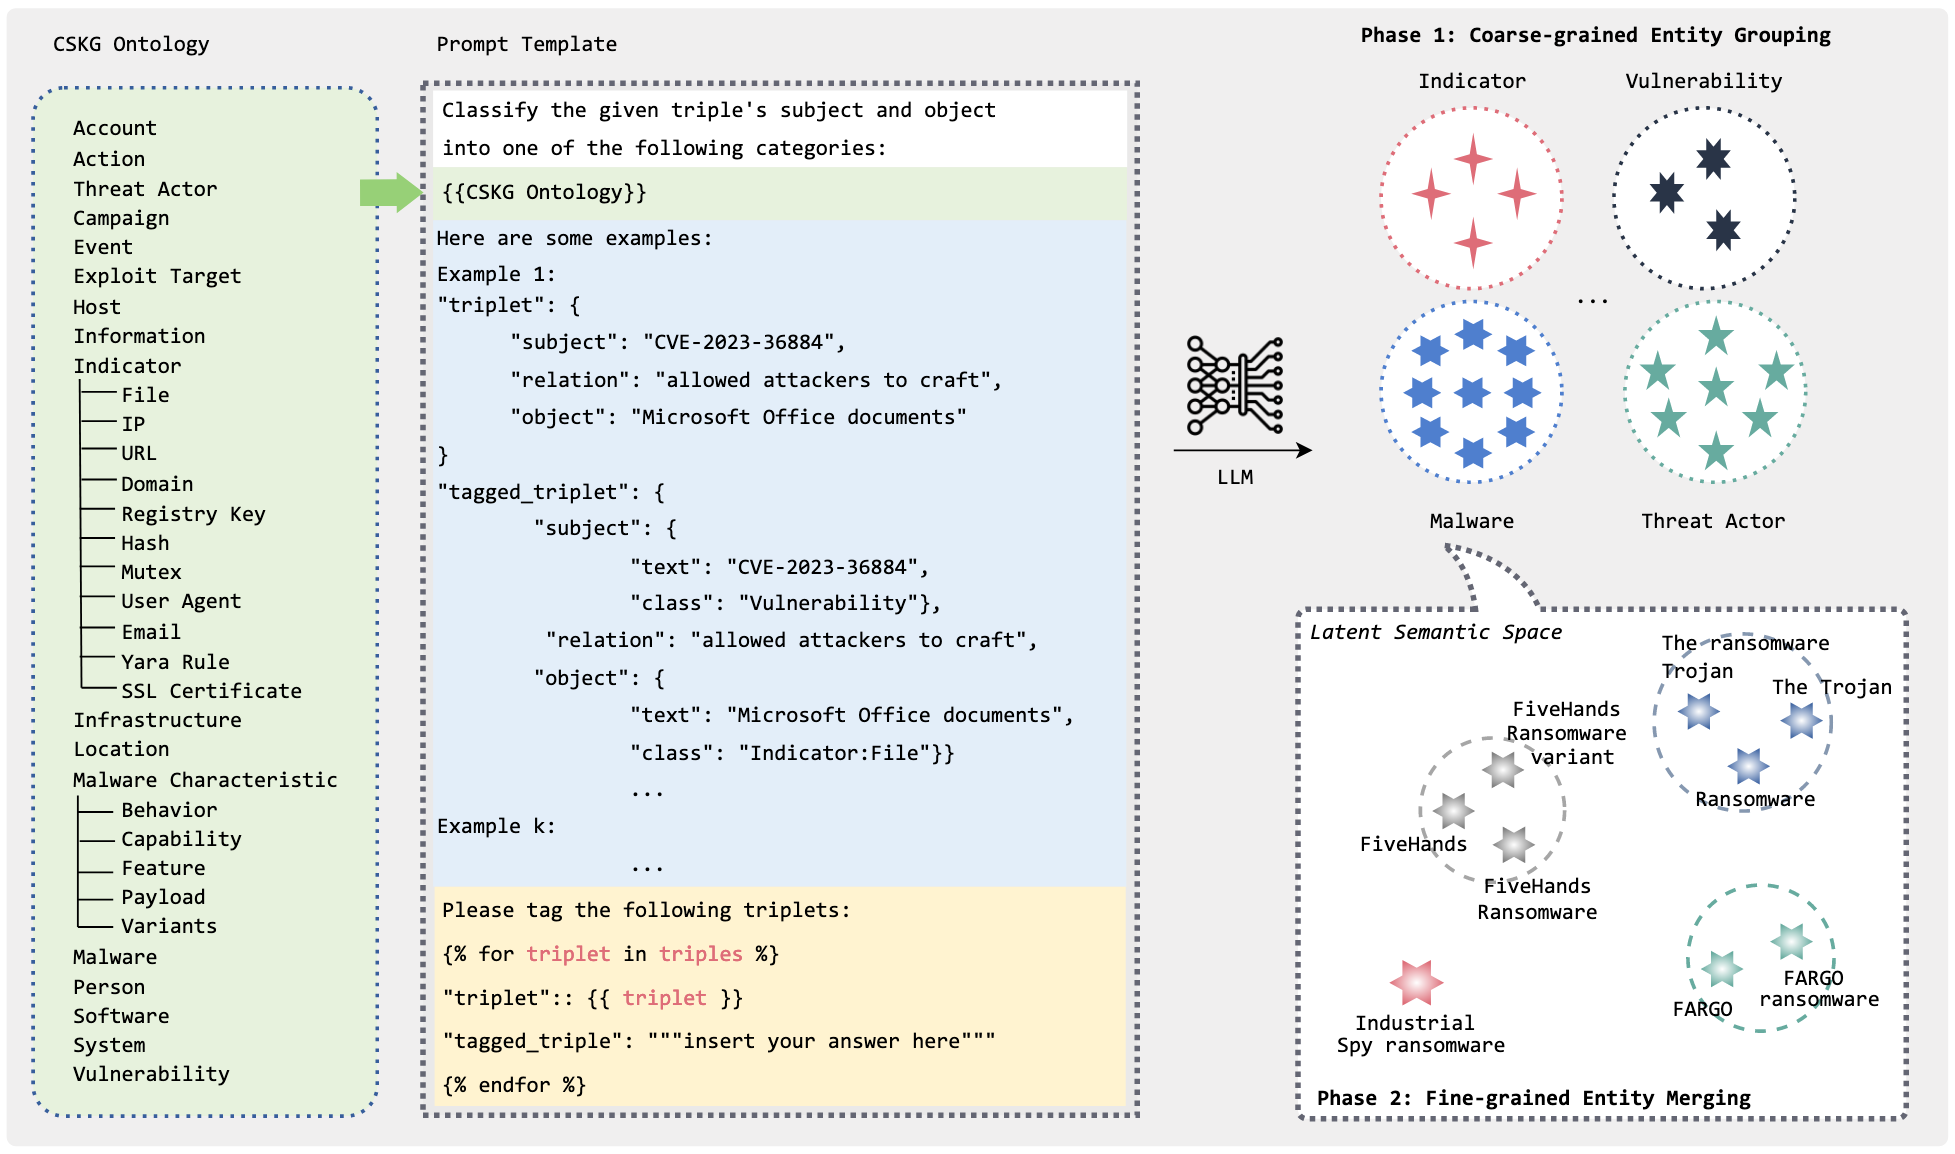 CSKG Ontology
Account
Action
Threat Actor
Campaign
Event
Exploit Target
Host
Information
Indicator
File
IP
URL
Domain
Registry Key
Hash
Mutex
User Agent
Email
Yara Rule
SSL Certificate
Infrastructure
Location
Malware Characteristic
Behavior
Capability
Feature
Payload
Variants
Malware
Person
Software
System
Vulnerability
Prompt Template
Classify the given triple's subject and object
into one of the following categories:
{{CSKG Ontology}}
Here are some examples:
Example 1:
"triplet": {
"subject": "CVE-2023-36884",
"relation": "allowed attackers to craft",
"object": "Microsoft Office documents"
}
"tagged_triplet": {
"subject": {
"text": "CVE-2023-36884",
"class": "Vulnerability"},
"relation": "allowed attackers to craft",
"object": {
"text": "Microsoft Office documents",
"class": "Indicator:File"}}
...
Example k:
...
Please tag the following triplets:
{% for triplet in triples %}
"triplet":: {{ triplet }}
"tagged_triple": """insert your answer here"""
{% endfor %}
LLM
Phase 1: Coarse-grained Entity Grouping
Indicator
Vulnerability
...
Malware
Threat Actor
Latent Semantic Space
The ransomware
Trojan
The Trojan
Ransomware
FiveHands
Ransomware
variant
FiveHands
FiveHands
Ransomware
FARGO
FARGO
ransomware
Industrial
Spy ransomware
Phase 2: Fine-grained Entity Merging